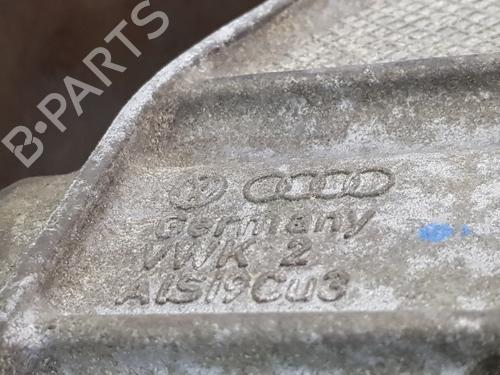 B-PARTS
Germany
VWK 2
AlSi9Cu3